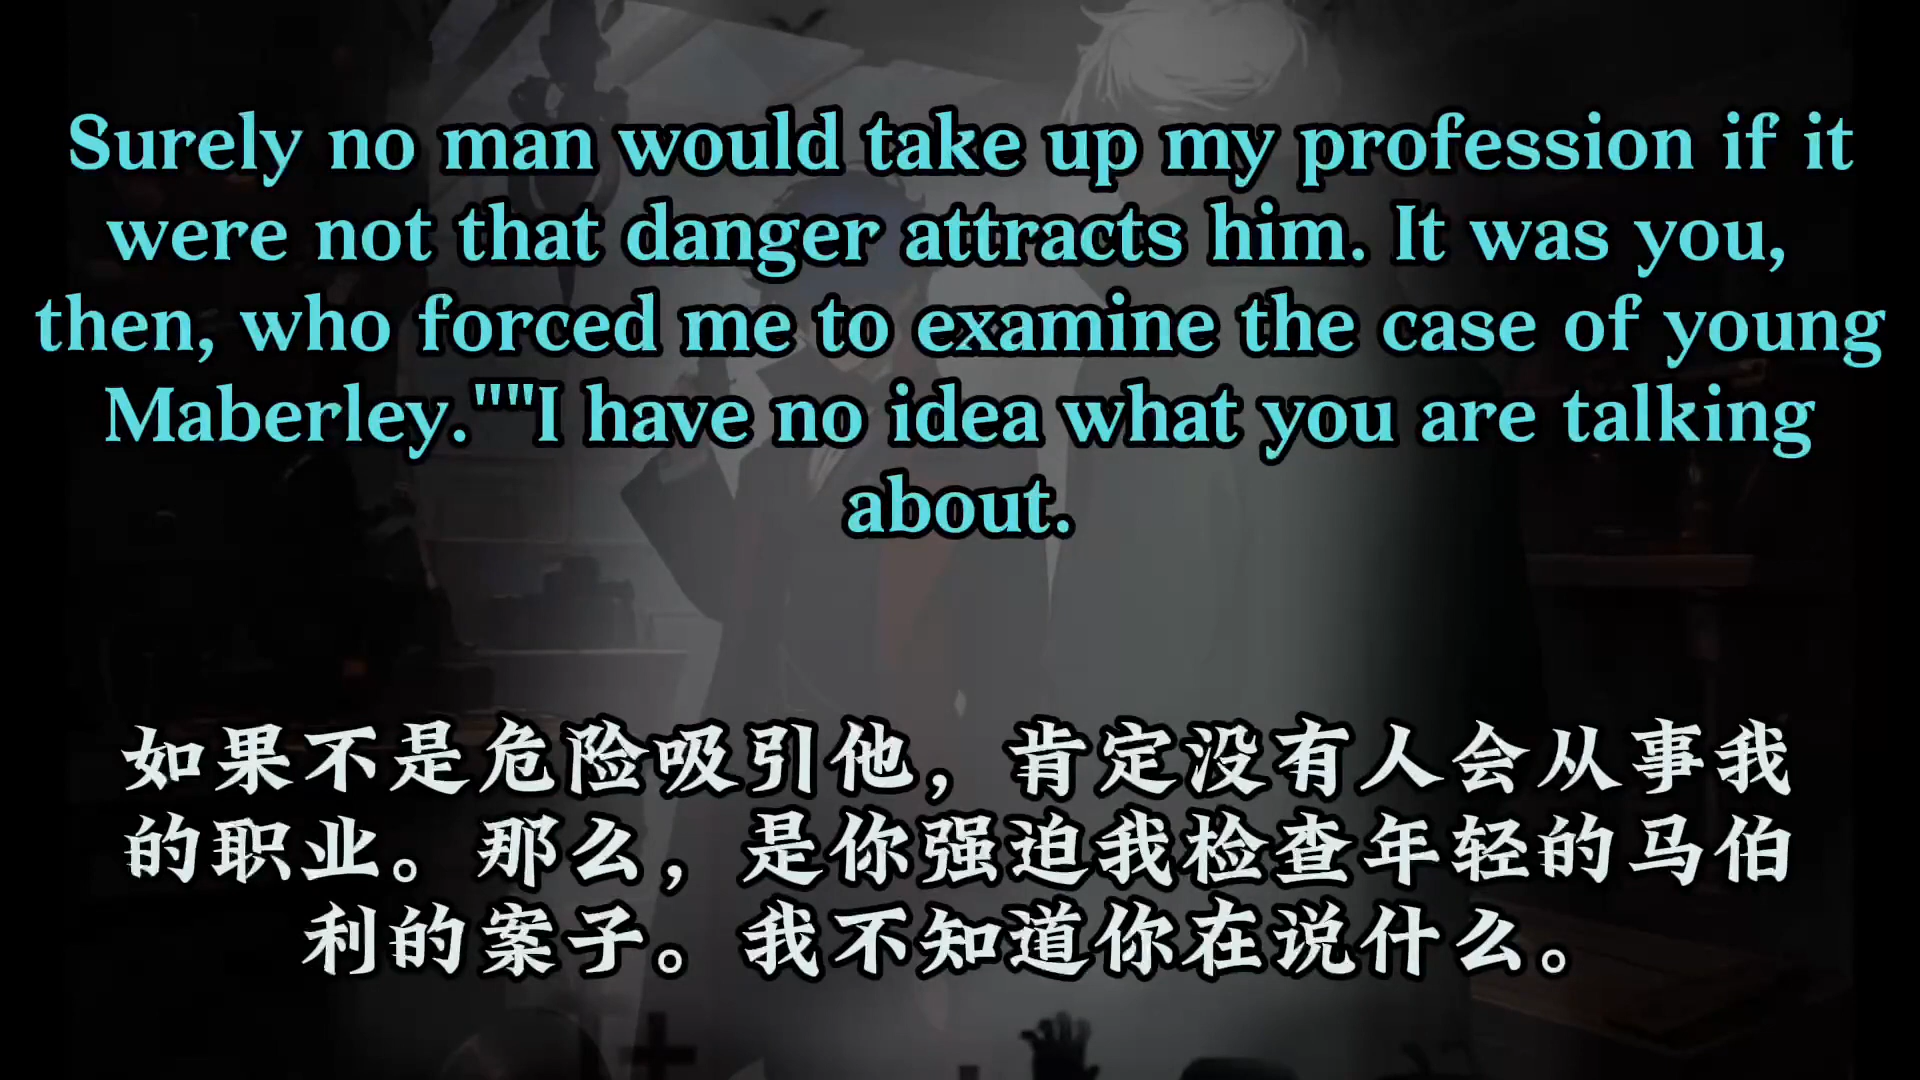 Surely no man would take up my profession if it
were not that danger attracts him. It was you,
then, who forced me to examine the case of young
Maberley.""I have no idea what you are talking
about.
如果不是危险吸引他，肯定没有人会从事我
的职业。那么，是你强迫我检查年轻的马伯
利的案子。我不知道你在说什么。